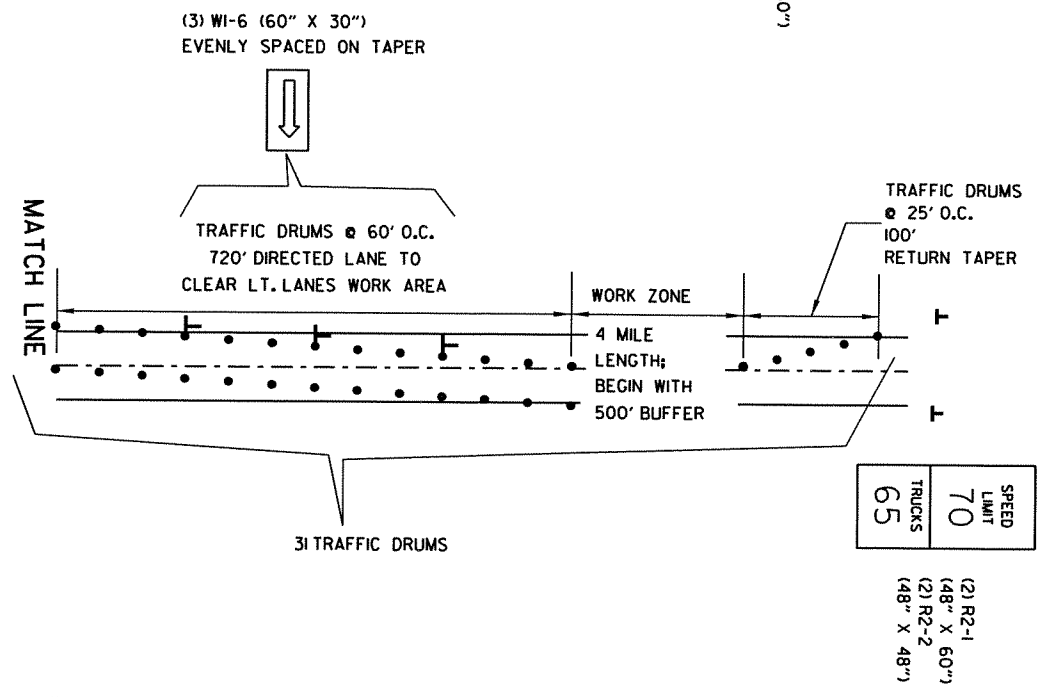 (3) WI-6 (60" X 30")
EVENLY SPACED ON TAPER
0")
TRAFFIC DRUMS @ 60' O.C.
720' DIRECTED LANE TO
CLEAR LT. LANES WORK AREA
TRAFFIC DRUMS
@ 25' O.C.
100'
RETURN TAPER
MATCH LINE
WORK ZONE
4 MILE
LENGTH;
BEGIN WITH
500' BUFFER
31 TRAFFIC DRUMS
SPEED
LIMIT
70
TRUCKS
65
(2) R2-1
(48" X 60")
(2) R2-2
(48" X 48")